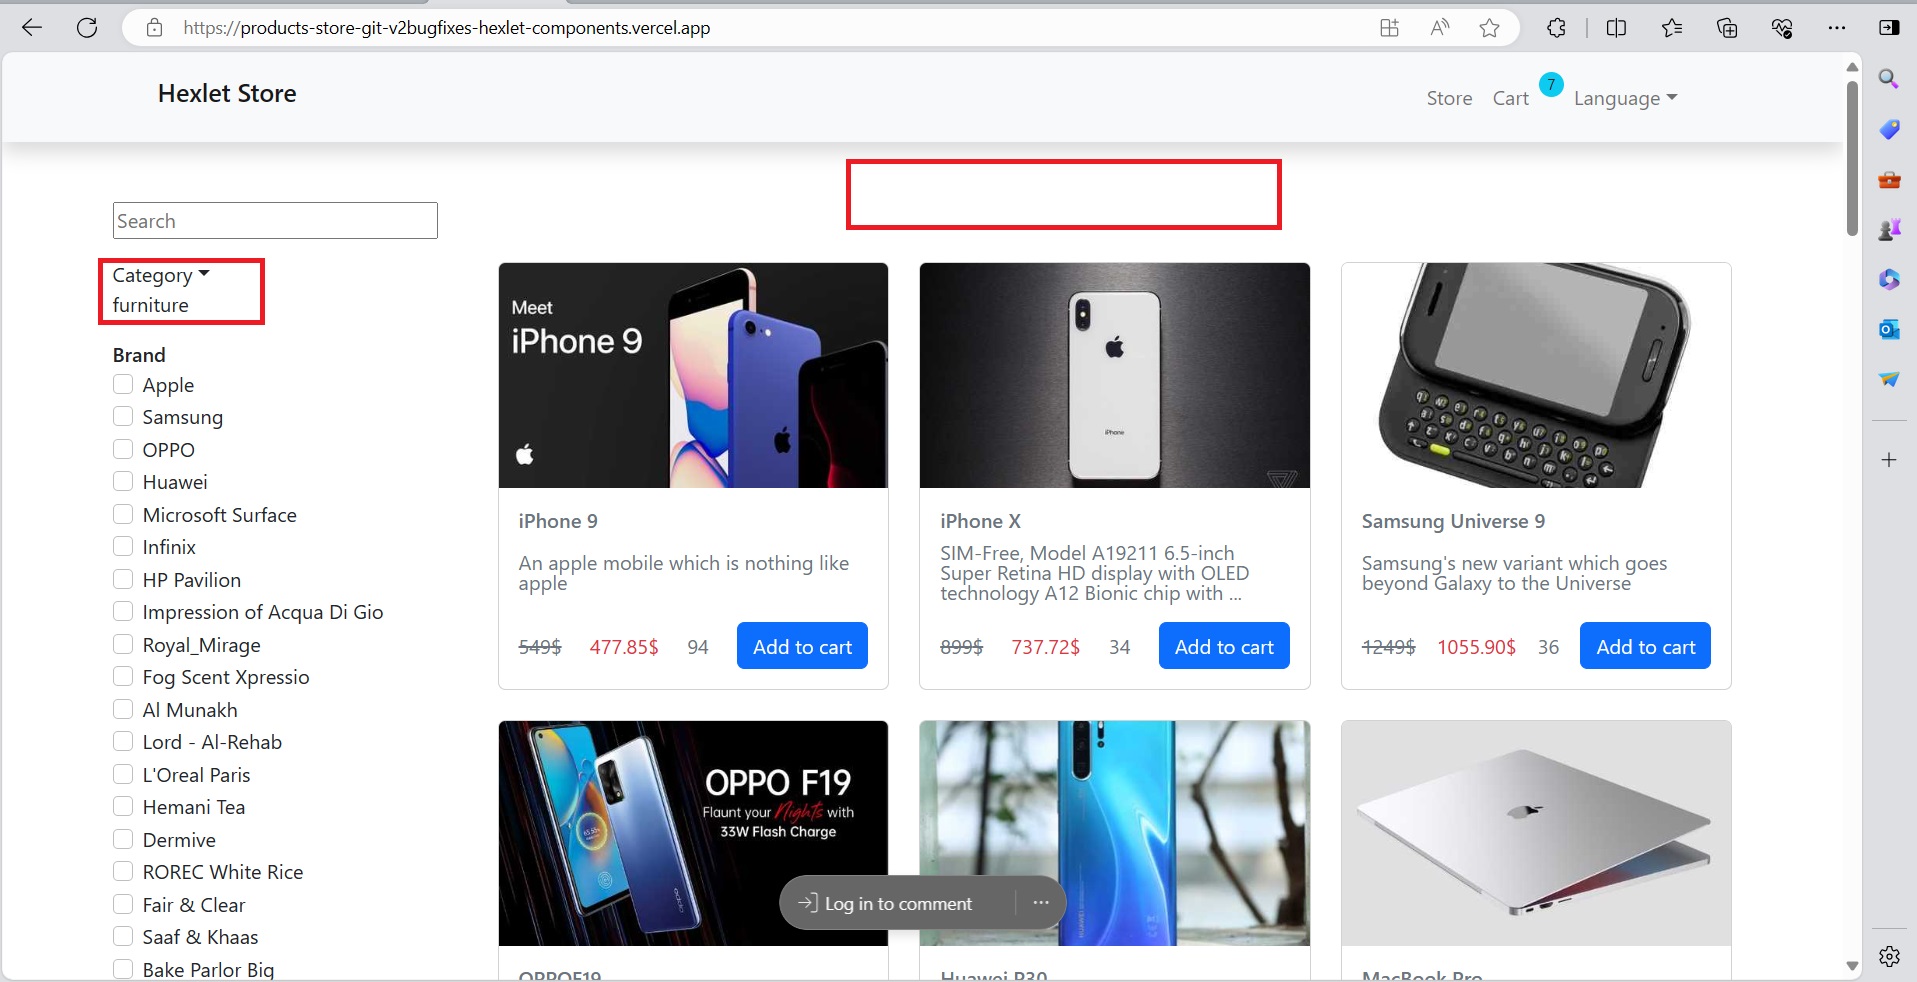 https://products-store-git-v2bugfixes-hexlet-components.vercel.app
Hexlet Store
Store Cart 7 Language
Search
Category
furniture
Brand
Apple
Samsung
OPPO
Huawei
Microsoft Surface
Infinix
HP Pavilion
Impression of Acqua Di Gio
Royal_Mirage
Fog Scent Xpressio
Al Munakh
Lord - Al-Rehab
L'Oreal Paris
Hemani Tea
Dermive
ROREC White Rice
Fair & Clear
Saaf & Khaas
Bake Parlor Big
Meet
iPhone 9
iPhone 9
An apple mobile which is nothing like
apple
549$ 477.85$ 94 Add to cart
iPhone
iPhone X
SIM-Free, Model A19211 6.5-inch
Super Retina HD display with OLED
technology A12 Bionic chip with ...
899$ 737.72$ 34 Add to cart
Samsung Universe 9
Samsung's new variant which goes
beyond Galaxy to the Universe
1249$ 1055.90$ 36 Add to cart
OPPO F19
Flaunt your Nights with
33W Flash Charge
OPPOF19
Huawei P30
MacBook Pro
Log in to comment